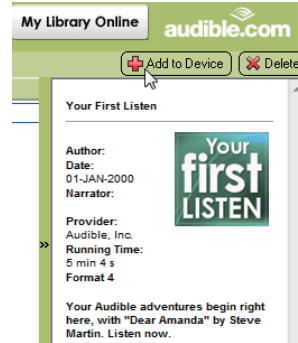 My Library Online
audible.com
Add to Device
Delete
Your First Listen
Your
first
LISTEN
Author:
Date:
01-JAN-2000
Narrator:
Provider:
Audible, Inc.
Running Time:
5 min 4 s
Format 4
»
Your Audible adventures begin right
here, with "Dear Amanda" by Steve
Martin. Listen now.